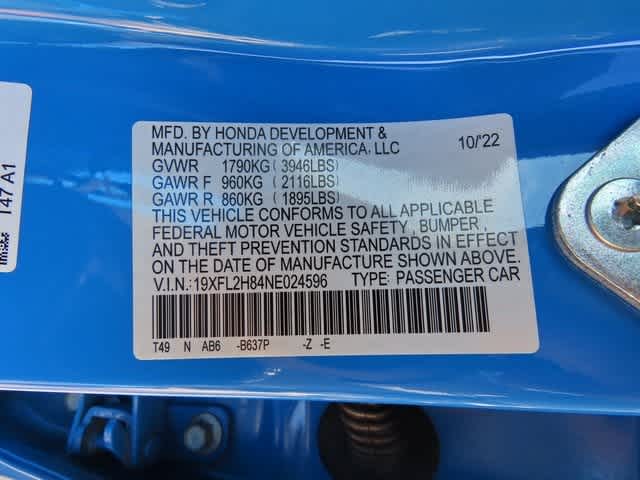 MFD. BY HONDA DEVELOPMENT & 10/'22
MANUFACTURING OF AMERICA, LLC
GVWR 1790KG ( 3946LBS)
GAWR F 960KG ( 2116LBS)
GAWR R 860KG ( 1895LBS)
THIS VEHICLE CONFORMS TO ALL APPLICABLE
FEDERAL MOTOR VEHICLE SAFETY, BUMPER,
AND THEFT PREVENTION STANDARDS IN EFFECT
ON THE DATE OF MANUFACTURE SHOWN ABOVE.
V.I.N.:19XFL2H84NE024596 TYPE: PASSENGER CAR
T49 N AB6 -B637P -Z -E
T47 A1